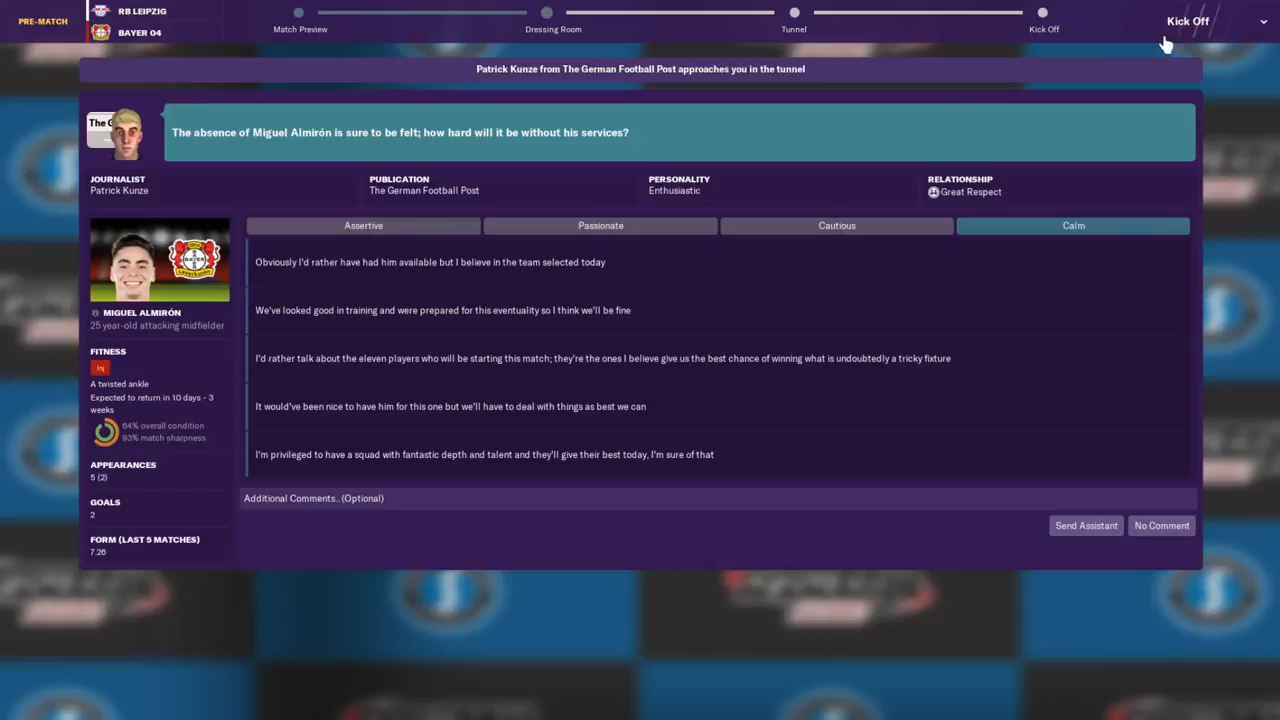 PRE-MATCH
RB LEIPZIG
BAYER 04
Match Preview
Dressing Room
Tunnel
Kick Off
Kick Off
Patrick Kunze from The German Football Post approaches you in the tunnel
The G
The absence of Miguel Almirón is sure to be felt; how hard will it be without his services?
JOURNALIST
Patrick Kunze
PUBLICATION
The German Football Post
PERSONALITY
Enthusiastic
RELATIONSHIP
Great Respect
Assertive
Passionate
Cautious
Calm
Obviously I'd rather have had him available but I believe in the team selected today
We've looked good in training and were prepared for this eventuality so I think we'll be fine
I'd rather talk about the eleven players who will be starting this match; they're the ones I believe give us the best chance of winning what is undoubtedly a tricky fixture
It would've been nice to have him for this one but we'll have to deal with things as best we can
I'm privileged to have a squad with fantastic depth and talent and they'll give their best today, I'm sure of that
MIGUEL ALMIRÓN
25 year-old attacking midfielder
FITNESS
Inj
A twisted ankle
Expected to return in 10 days - 3
weeks
64% overall condition
93% match sharpness
APPEARANCES
5 (2)
GOALS
2
FORM (LAST 5 MATCHES)
7.26
Additional Comments.. (Optional)
Send Assistant
No Comment